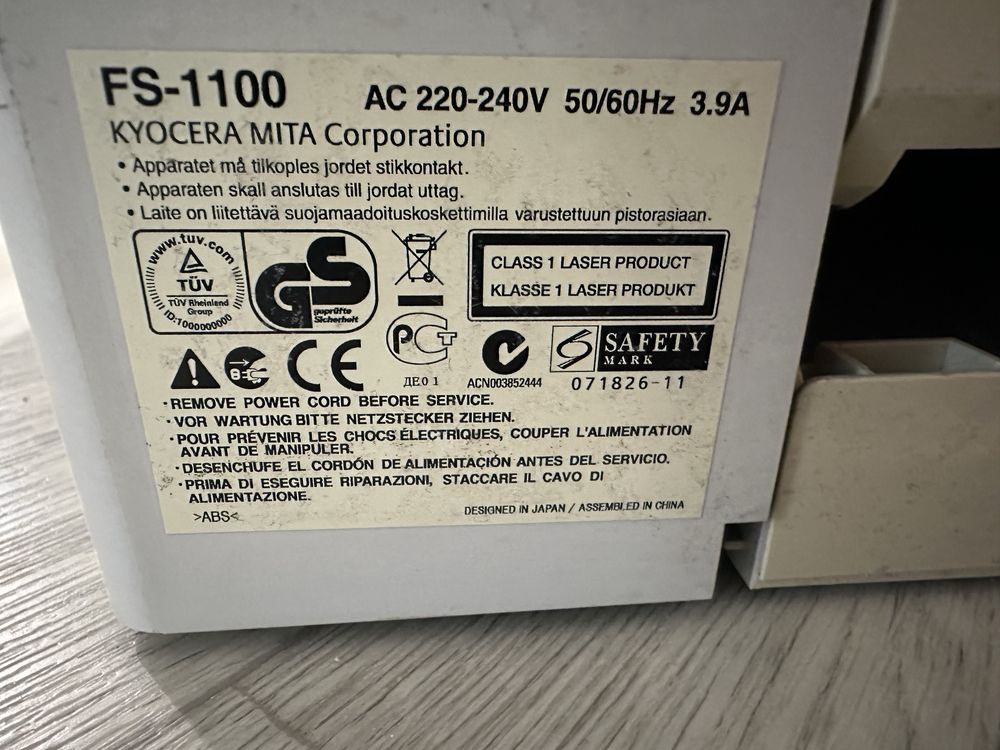 FS-1100 AC 220-240V 50/60Hz 3.9A
KYOCERA MITA Corporation
• Apparatet må tilkoples jordet stikkontakt.
• Apparaten skall anslutas till jordat uttag.
• Laite on liitettävä suojamaadoituskoskettimilla varustettuun pistorasiaan.
www.tuv.com
TÜV
TÜV Rheinland
Group
ID:1000000000
GS
geprüfte
Sicherheit
CLASS 1 LASER PRODUCT
KLASSE 1 LASER PRODUKT
CE
PCT
ДЕ01
ACN003852444
SAFETY
MARK
071826-11
·REMOVE POWER CORD BEFORE SERVICE.
·VOR WARTUNG BITTE NETZSTECKER ZIEHEN.
·POUR PRÉVENIR LES CHOCS ÉLECTRIQUES, COUPER L'ALIMENTATION
AVANT DE MANIPULER.
·DESENCHUFE EL CORDÓN DE ALIMENTACIÓN ANTES DEL SERVICIO.
·PRIMA DI ESEGUIRE RIPARAZIONI, STACCARE IL CAVO DI
ALIMENTAZIONE.
>ABS<
DESIGNED IN JAPAN / ASSEMBLED IN CHINA